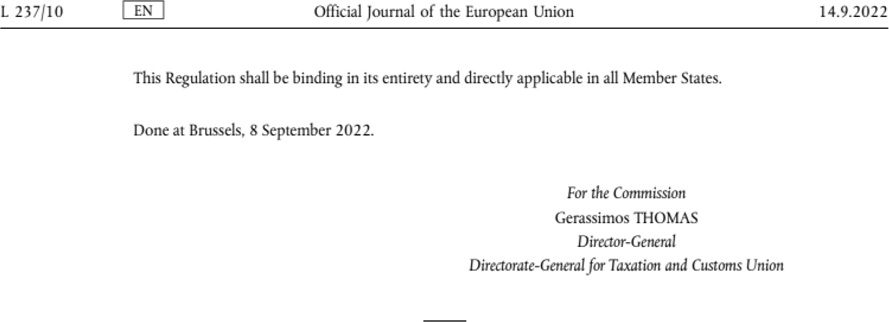 L 237/10 EN Official Journal of the European Union 14.9.2022
This Regulation shall be binding in its entirety and directly applicable in all Member States.
Done at Brussels, 8 September 2022.
For the Commission
Gerassimos THOMAS
Director-General
Directorate-General for Taxation and Customs Union